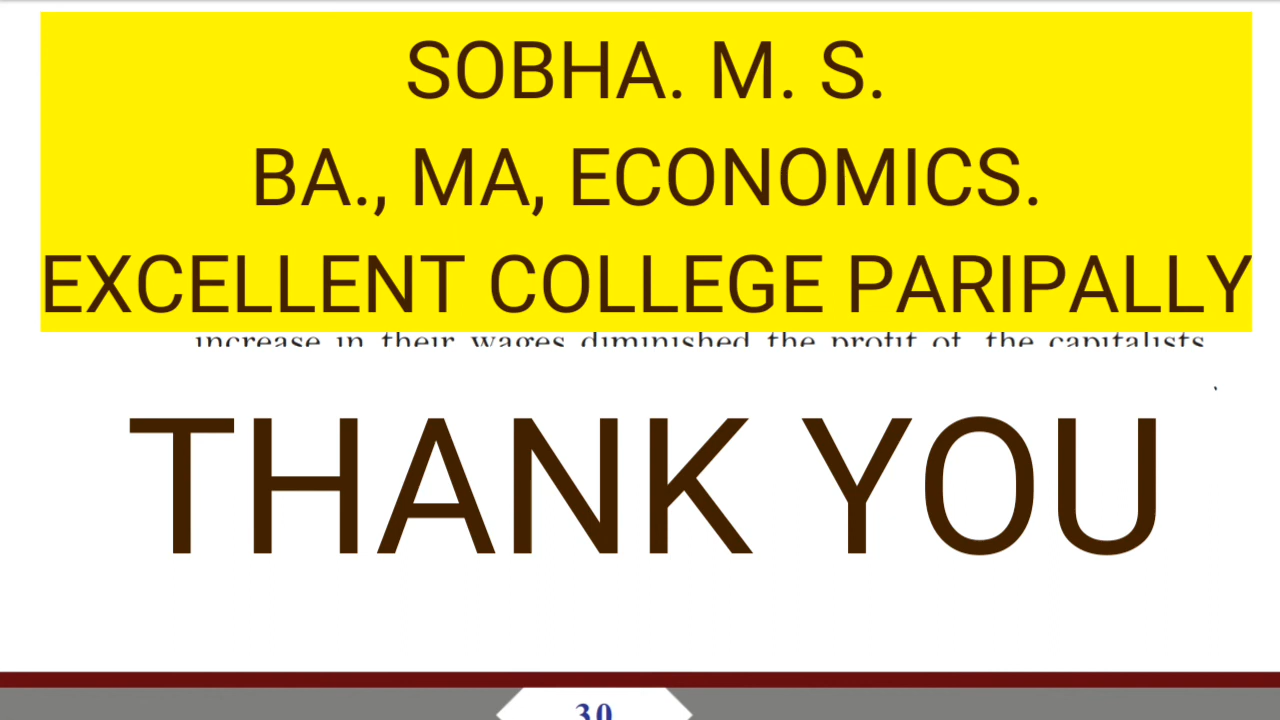 SOBHA. M. S.
BA., MA, ECONOMICS.
EXCELLENT COLLEGE PARIPALLY
increase in their wages diminished the profit of the capitalists
THANK YOU
30